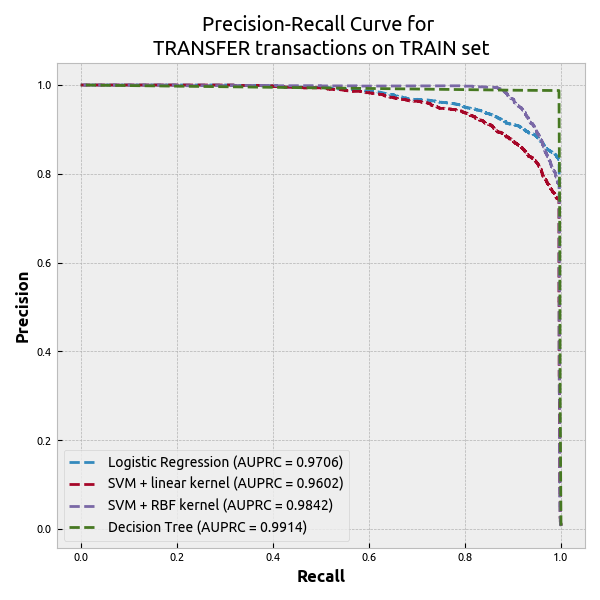 Precision-Recall Curve for
TRANSFER transactions on TRAIN set
Precision
1.0
0.8
0.6
0.4
0.2
0.0
Logistic Regression (AUPRC = 0.9706)
SVM + linear kernel (AUPRC = 0.9602)
SVM + RBF kernel (AUPRC = 0.9842)
Decision Tree (AUPRC = 0.9914)
0.0 0.2 0.4 0.6 0.8 1.0
Recall